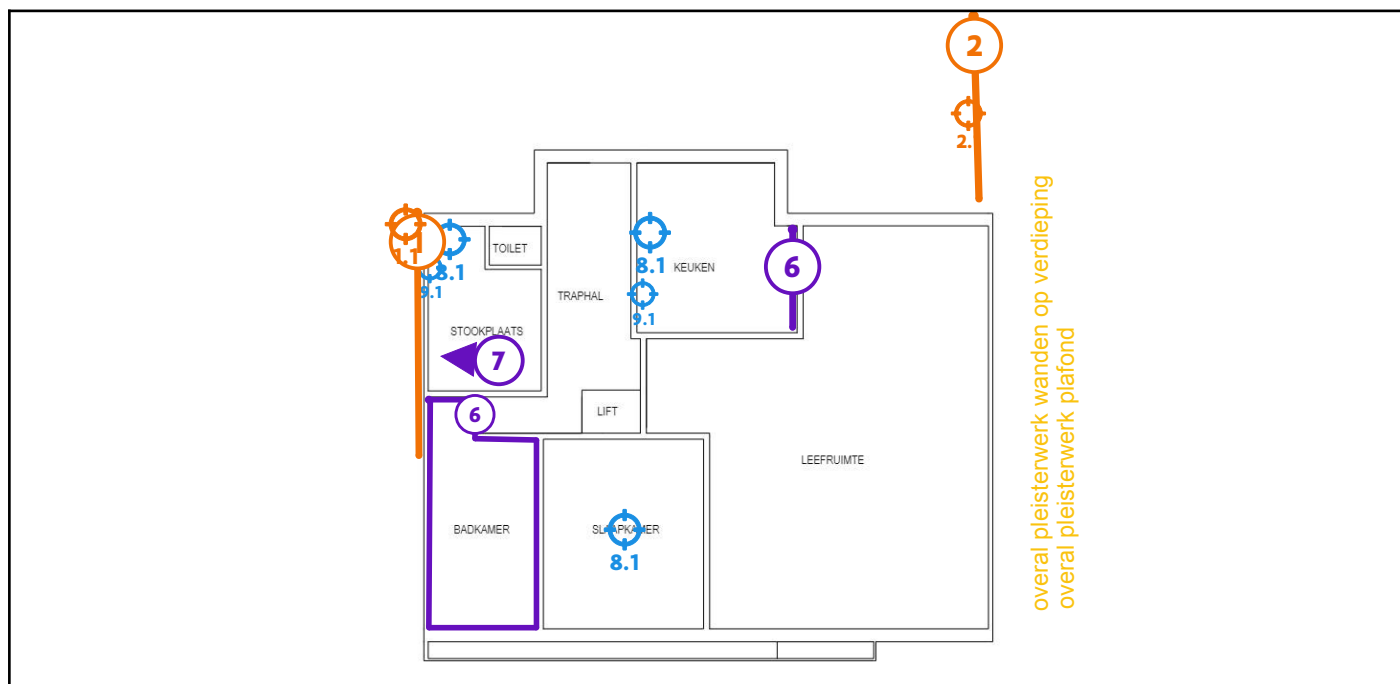 2
2.
1
1.1
8.1
9.1
TOILET
8.1
KEUKEN
6
9.1
TRAPHAL
STOOKPLAATS
7
6
LIFT
LEEFRUIMTE
BADKAMER
8.1
overal pleisterwerk wanden op verdieping
overal pleisterwerk plafond